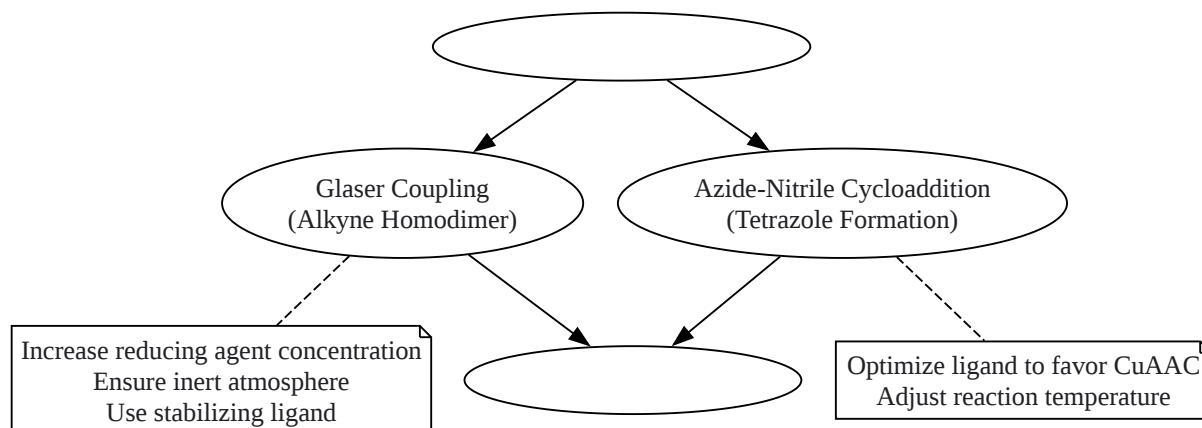 Glaser Coupling
(Alkyne Homodimer)
Azide-Nitrile Cycloaddition
(Tetrazole Formation)
Increase reducing agent concentration
Ensure inert atmosphere
Use stabilizing ligand
Optimize ligand to favor CuAAC
Adjust reaction temperature